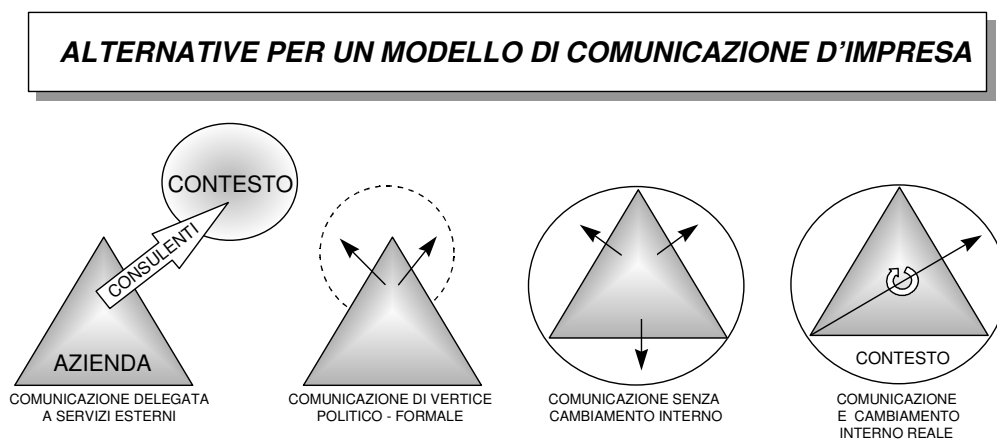 ALTERNATIVE PER UN MODELLO DI COMUNICAZIONE D'IMPRESA
CONTESTO
CONSULENTI
AZIENDA
COMUNICAZIONE DELEGATA
A SERVIZI ESTERNI
COMUNICAZIONE DI VERTICE
POLITICO - FORMALE
COMUNICAZIONE SENZA
CAMBIAMENTO INTERNO
CONTESTO
COMUNICAZIONE
E CAMBIAMENTO
INTERNO REALE